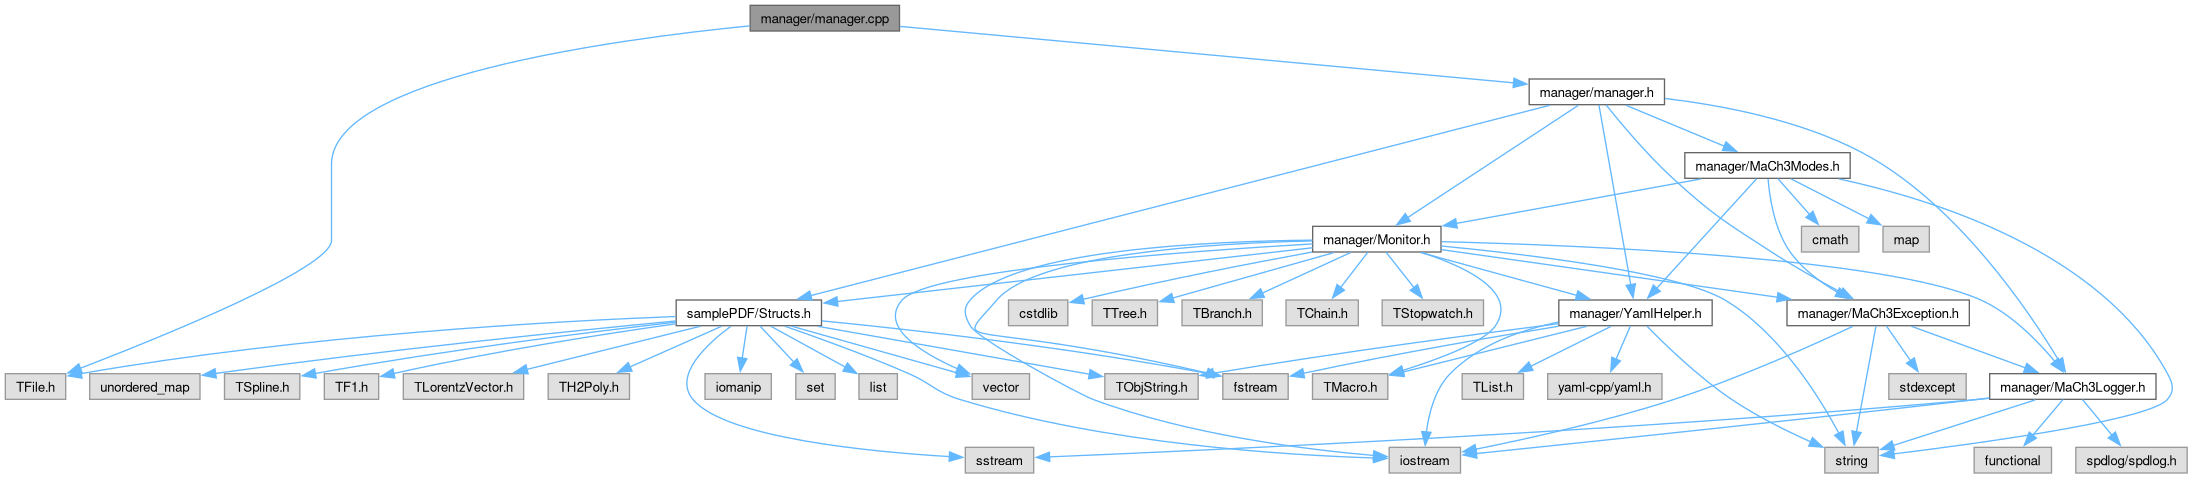 manager/manager.cpp
manager/manager.h
manager/MaCh3Modes.h
manager/Monitor.h
cmath
map
samplePDF/Structs.h
cstdlib
TTree.h
TBranch.h
TChain.h
TStopwatch.h
manager/YamlHelper.h
manager/MaCh3Exception.h
TFile.h
unordered_map
TSpline.h
TF1.h
TLorentzVector.h
TH2Poly.h
iomanip
set
list
vector
TObjString.h
fstream
TMacro.h
TList.h
yaml-cpp/yaml.h
stdexcept
manager/MaCh3Logger.h
sstream
iostream
string
functional
spdlog/spdlog.h